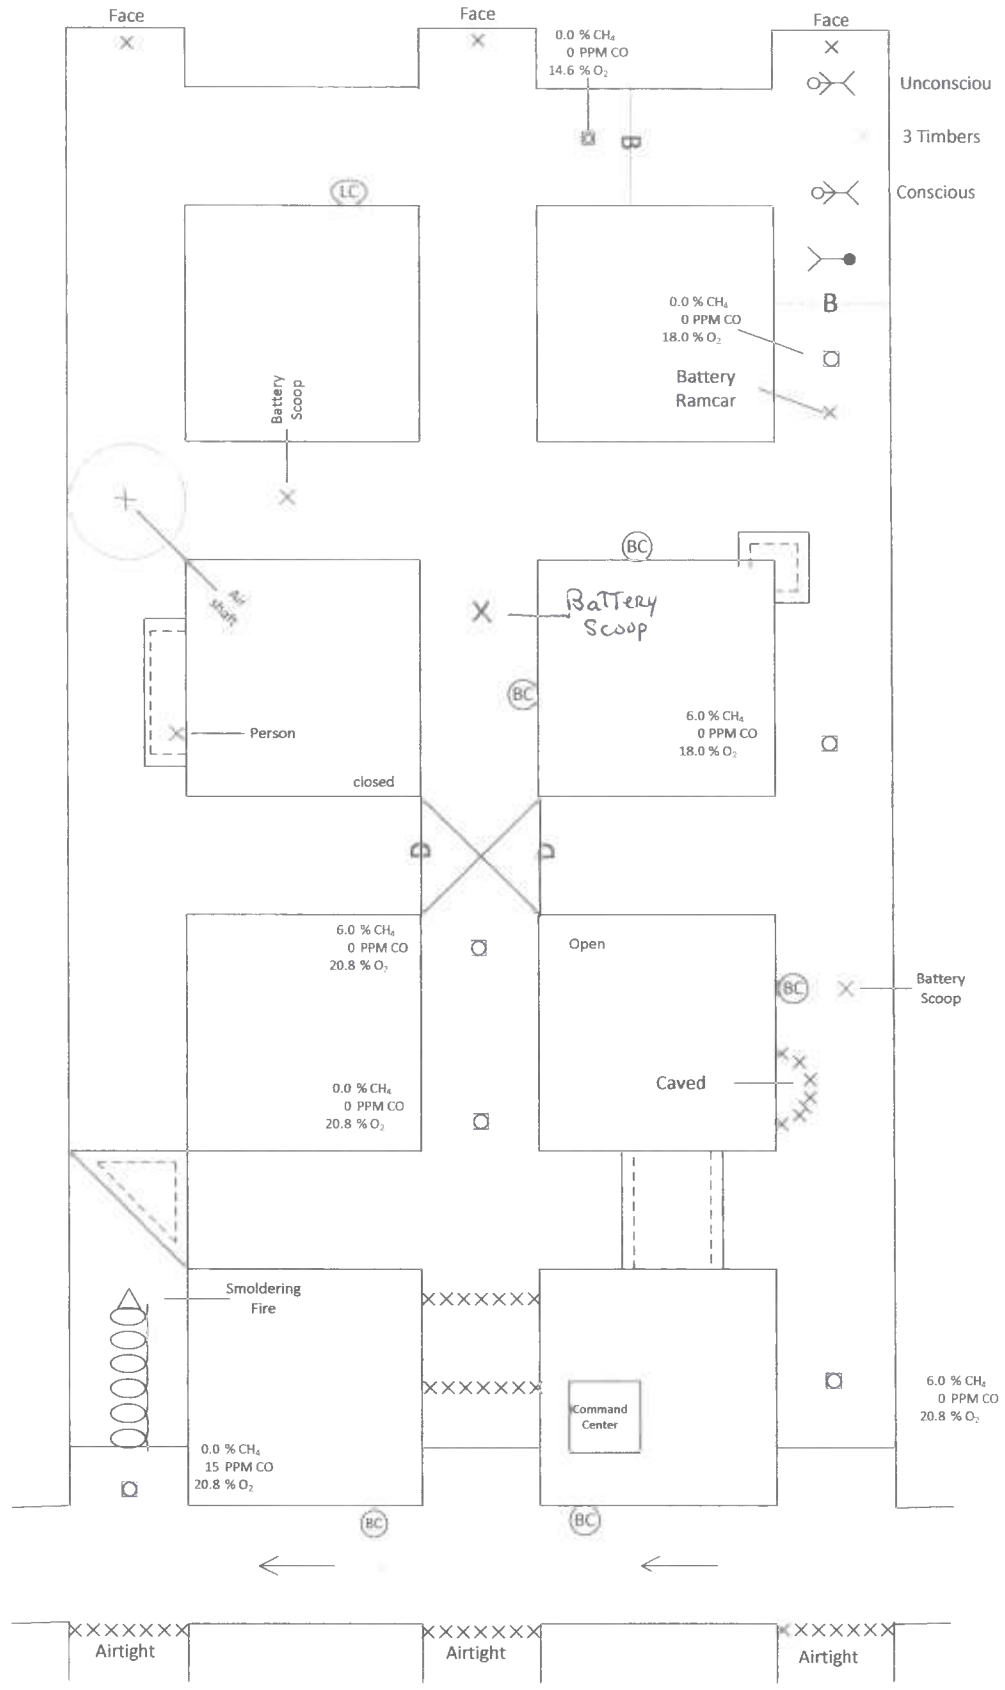 Face
Face
Face
0.0 % CH₄
0 PPM CO
14.6 % O₂
Unconsciou
B
3 Timbers
LC
Conscious
0.0 % CH₄
0 PPM CO
18.0 % O₂
B
Battery
Ramcar
Battery
Scoop
BC
Air
shaft
BaTTery
Scoop
BC
Person
6.0 % CH₄
0 PPM CO
18.0 % O₂
closed
D
D
6.0 % CH₄
0 PPM CO
20.8 % O₂
Open
BC
Battery
Scoop
0.0 % CH₄
0 PPM CO
20.8 % O₂
Caved
Smoldering
Fire
Command
Center
6.0 % CH₄
0 PPM CO
20.8 % O₂
0.0 % CH₄
15 PPM CO
20.8 % O₂
BC
BC
Airtight
Airtight
Airtight